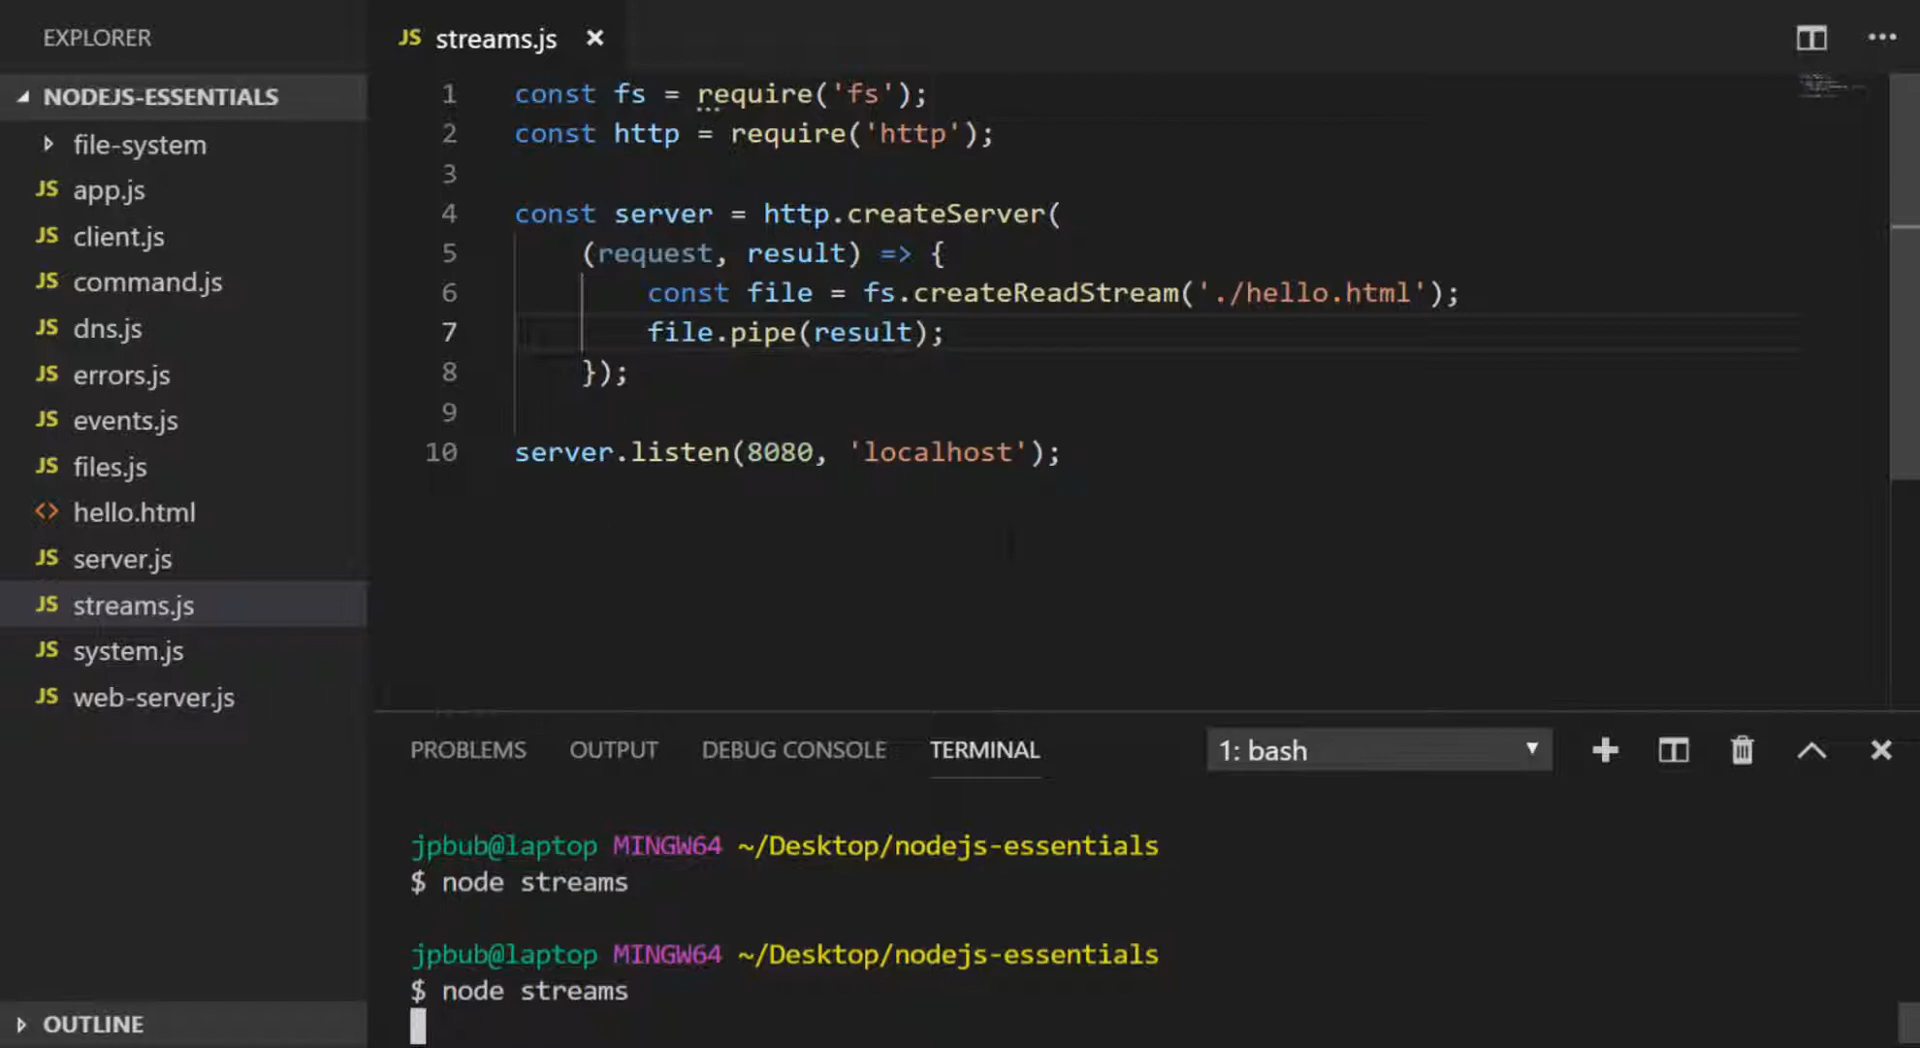 EXPLORER
NODEJS-ESSENTIALS
file-system
JS app.js
JS client.js
JS command.js
JS dns.js
JS errors.js
JS events.js
JS files.js
<> hello.html
JS server.js
JS streams.js
JS system.js
JS web-server.js
OUTLINE
JS streams.js ×
1 const fs = require('fs');
2 const http = require('http');
3
4 const server = http.createServer(
5 (request, result) => {
6 const file = fs.createReadStream('./hello.html');
7 file.pipe(result);
8 });
9
10 server.listen(8080, 'localhost');
PROBLEMS OUTPUT DEBUG CONSOLE TERMINAL 1: bash
jpbub@laptop MINGW64 ~/Desktop/nodejs-essentials
$ node streams
jpbub@laptop MINGW64 ~/Desktop/nodejs-essentials
$ node streams